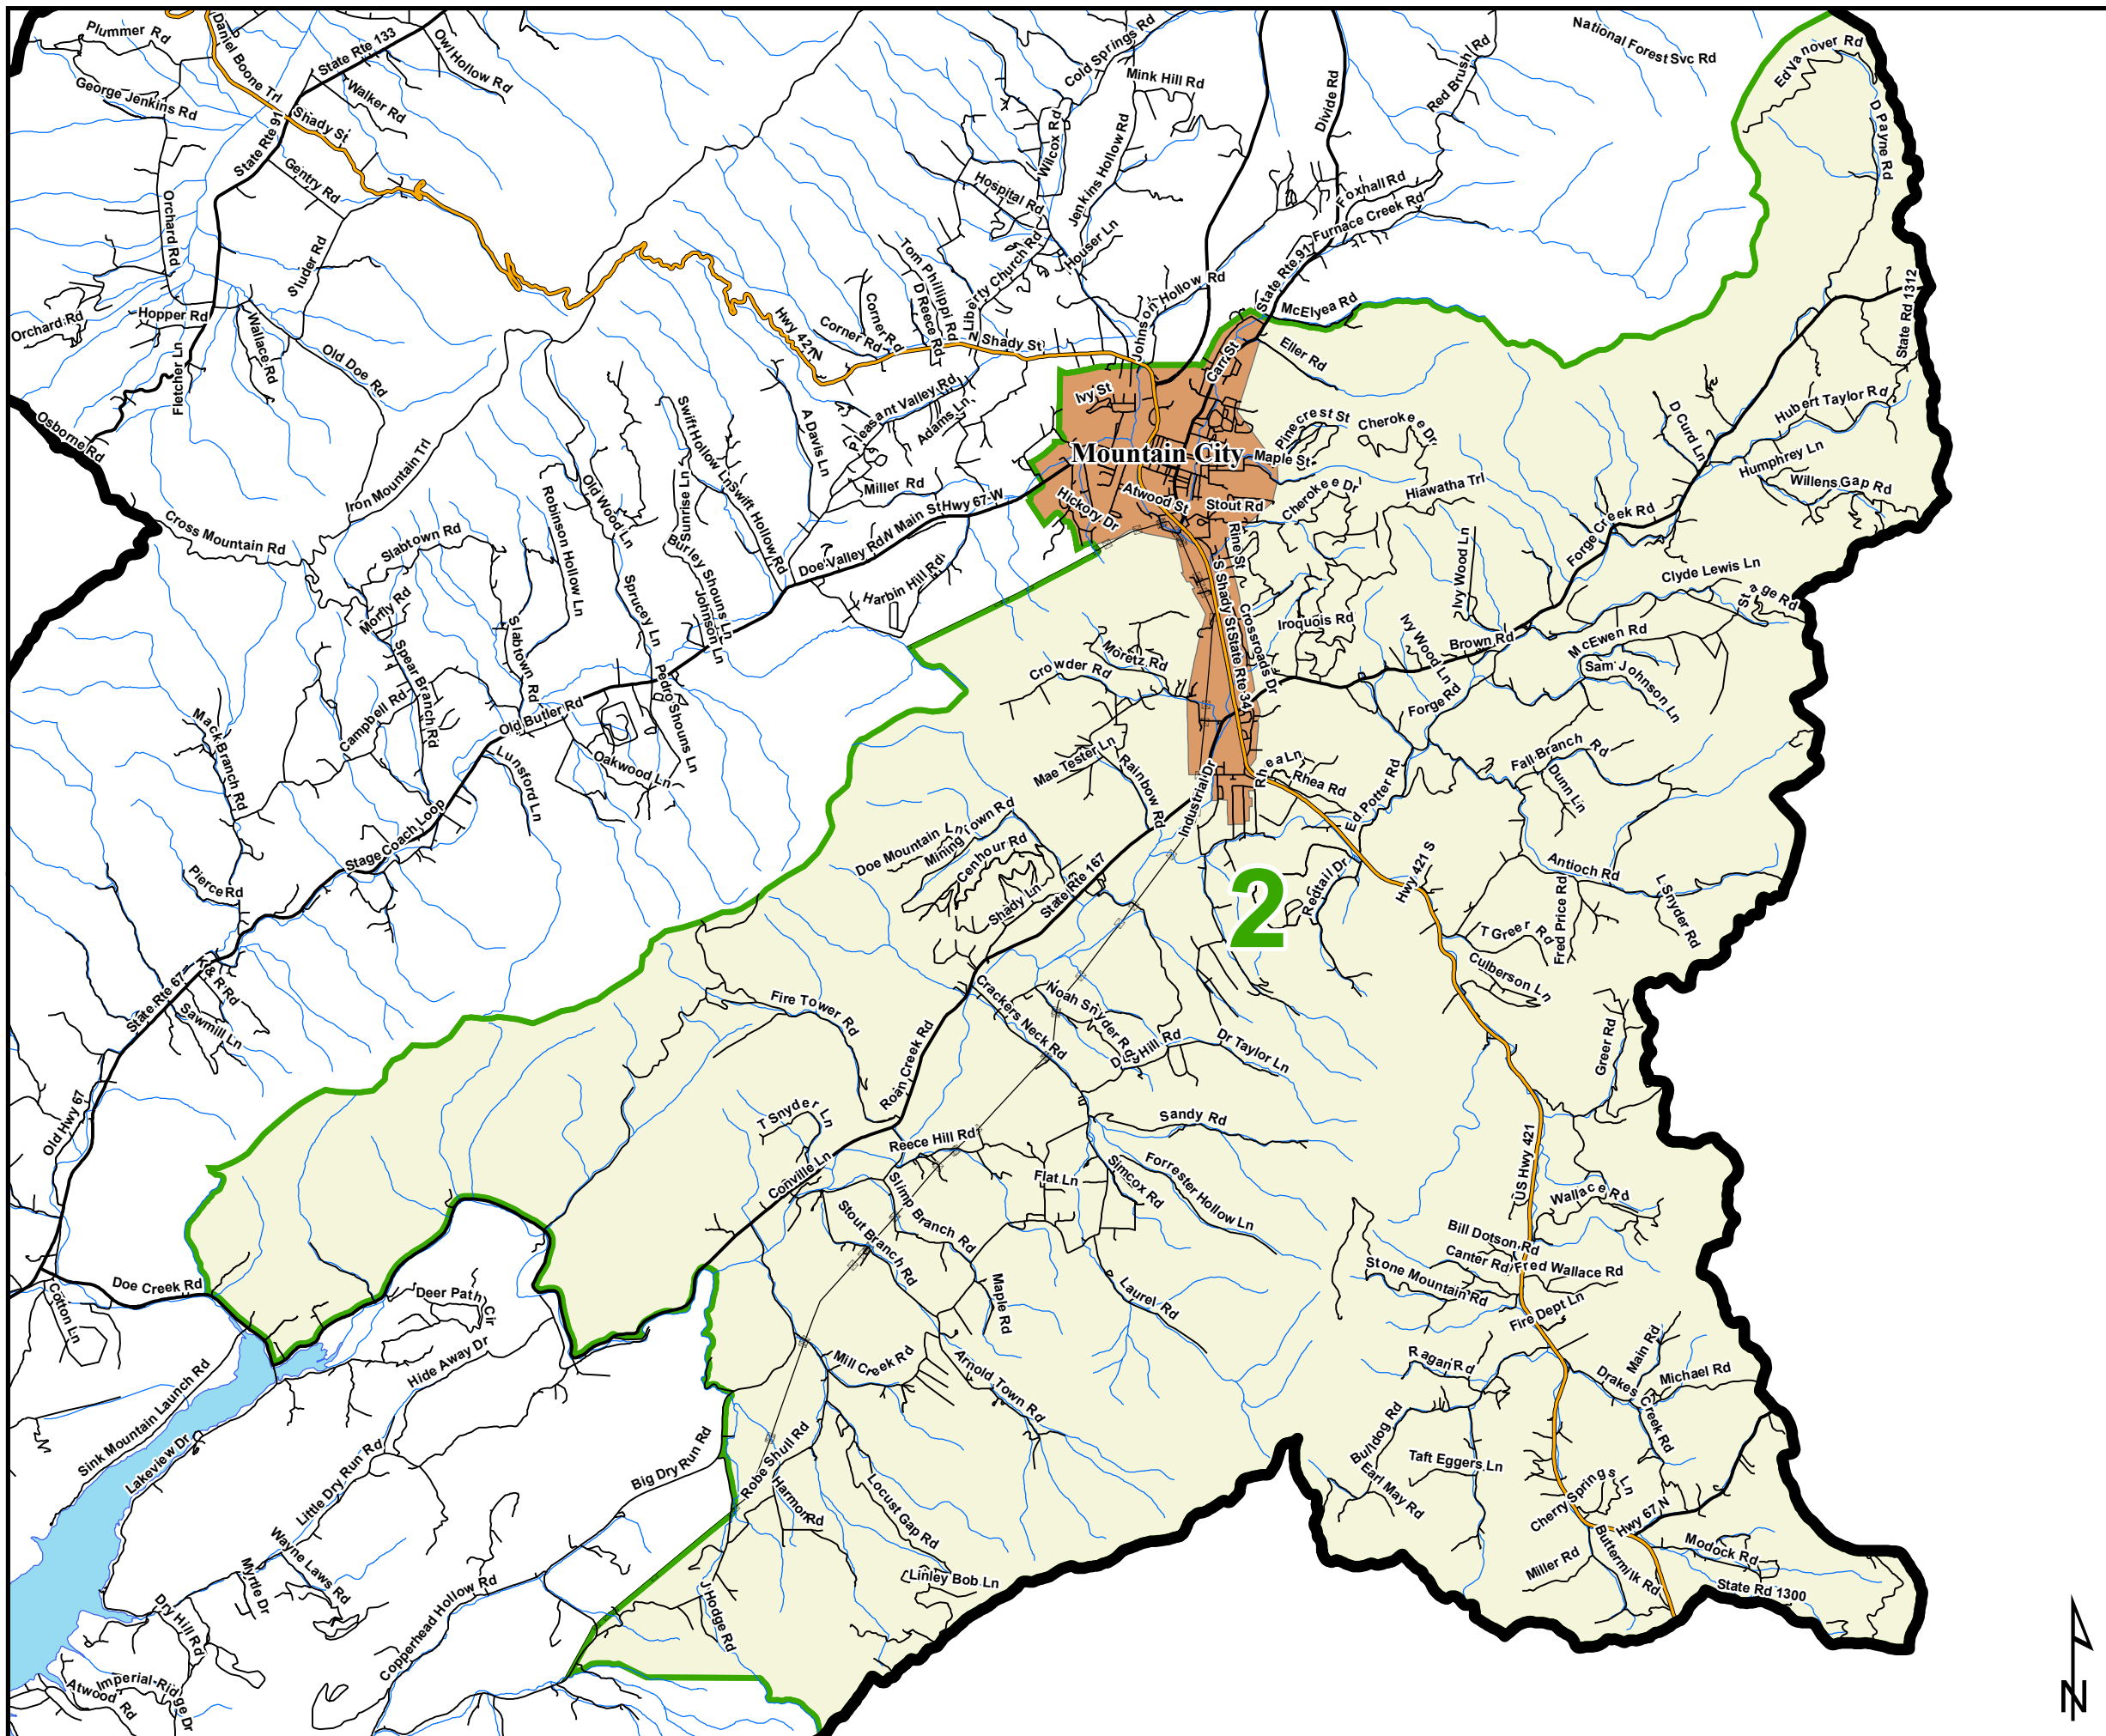 Plummer Rd
Daniel Boone Trl
State Rte 133
Owl Hollow Rd
Cold Springs Rd
Mink Hill Rd
Divide Rd
Red Brush Rd
National Forest Svc Rd
Ed Vanover Rd
George Jenkins Rd
Walker Rd
Shady St
State Rte 91
Gentry Rd
Wilcox Rd
Jenkins Hollow Rd
D Payne Rd
Hospital Rd
Foxhall Rd
Furnace Creek Rd
Orchard Rd
Sluder Rd
Tom Phillippi Rd
D Reece Rd
Liberty Church Rd
Houser Ln
State Rte 91
Johnson Hollow Rd
McElyea Rd
State Rd 1312
Orchard Rd
Hopper Rd
Wallace Rd
Fletcher Ln
Old Doe Rd
Hwy 421 N
Corner Rd
Corner Rd
N Shady St
Carr St
Eller Rd
Ivy St
Osborne Rd
Iron Mountain Trl
Swift Hollow Ln
A Davis Ln
Pleasant Valley Rd
Adams Ln
Pinecrest St
Cherokee Dr
D Curd Ln
Hubert Taylor Rd
Mountain City
Maple St
Humphrey Ln
Willens Gap Rd
Old Wood Ln
Robinson Hollow Ln
Sunrise Ln
Swift Hollow Rd
Miller Rd
W Main St
Hwy 67 W
Hickory Dr
Atwood St
Stout Rd
Cherokee Dr
Hiawatha Trl
Forge Creek Rd
Cross Mountain Rd
Slabtown Rd
Burley Shouns Ln
Johnson Ln
Doe Valley Rd
Harbin Hill Rd
Rine St
Ivy Wood Ln
Clyde Lewis Ln
Stage Rd
Morfly Rd
Sprucey Ln
S Shady St
State Rte 34
Crossroads Dr
Iroquois Rd
Ivy Wood Ln
Brown Rd
McEwen Rd
Slabtown Rd
Spear Branch Rd
Campbell Rd
Old Butler Rd
Pedro Shouns Ln
Crowder Rd
Moretz Rd
Forge Rd
Sam Johnson Ln
Mack Branch Rd
Lunsford Ln
Oakwood Ln
Mae Tester Ln
Rainbow Rd
Industrial Dr
Rhea Ln
Rhea Rd
Ed Potter Rd
Fall Branch Rd
Dunn Ln
Stage Coach Loop
Doe Mountain Ln
Mining Town Rd
Cenhour Rd
Shady Ln
State Rte 167
2
Redtail Dr
Hwy 421 S
Antioch Rd
Fred Price Rd
L Snyder Rd
Pierce Rd
T Greer Rd
Culberson Ln
K & R Rd
State Rte 67
Sawmill Ln
Fire Tower Rd
Roan Creek Rd
Crackers Neck Rd
Noah Snyder Rd
Dug Hill Rd
Dr Taylor Ln
Greer Rd
Old Hwy 67
T Snyder Ln
Reece Hill Rd
Sandy Rd
US Hwy 421
Conville Ln
Slimp Branch Rd
Stout Branch Rd
Flat Ln
Simcox Rd
Forrester Hollow Ln
Wallace Rd
Bill Dotson Rd
Canter Rd
Fred Wallace Rd
Stone Mountain Rd
Fire Dept Ln
Doe Creek Rd
Cotton Ln
Deer Path Cir
Hide Away Dr
Maple Rd
Laurel Rd
Sink Mountain Launch Rd
Mill Creek Rd
Arnold Town Rd
Ragan Rd
Main Rd
Drakes Creek Rd
Michael Rd
Lakeview Dr
Little Dry Run Rd
Big Dry Run Rd
Robe Shull Rd
Harmon Rd
Locust Gap Rd
Bulldog Rd
Earl May Rd
Taft Eggers Ln
Cherry Springs Ln
Hwy 67 N
Wayne Laws Rd
Myrtle Dr
Dry Hill Rd
Copperhead Hollow Rd
J Hodge Rd
Linley Bob Ln
Miller Rd
Buttermilk Rd
Modock Rd
State Rd 1300
Imperial Ridge Dr
Atwood Rd
N